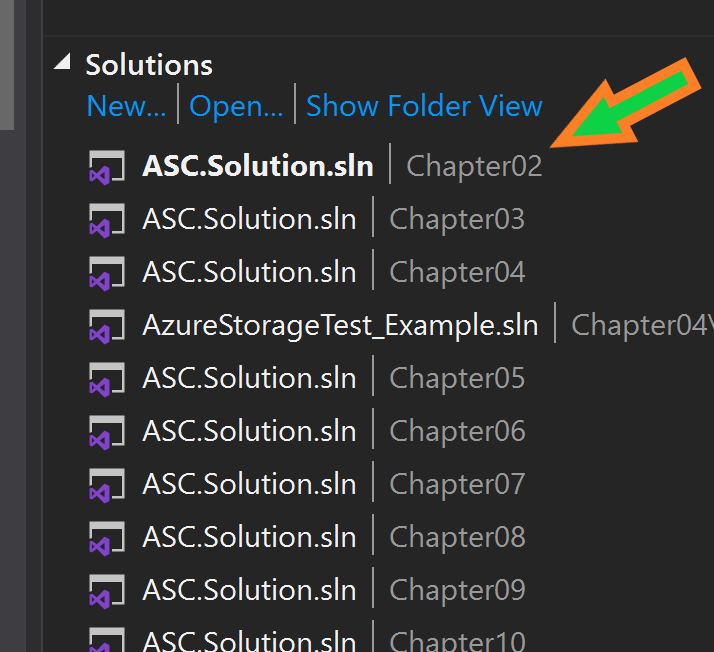 Solutions
New... | Open... | Show Folder View
ASC.Solution.sln | Chapter02
ASC.Solution.sln | Chapter03
ASC.Solution.sln | Chapter04
AzureStorageTest_Example.sln | Chapter04\
ASC.Solution.sln | Chapter05
ASC.Solution.sln | Chapter06
ASC.Solution.sln | Chapter07
ASC.Solution.sln | Chapter08
ASC.Solution.sln | Chapter09
ASC.Solution.sln | Chapter10